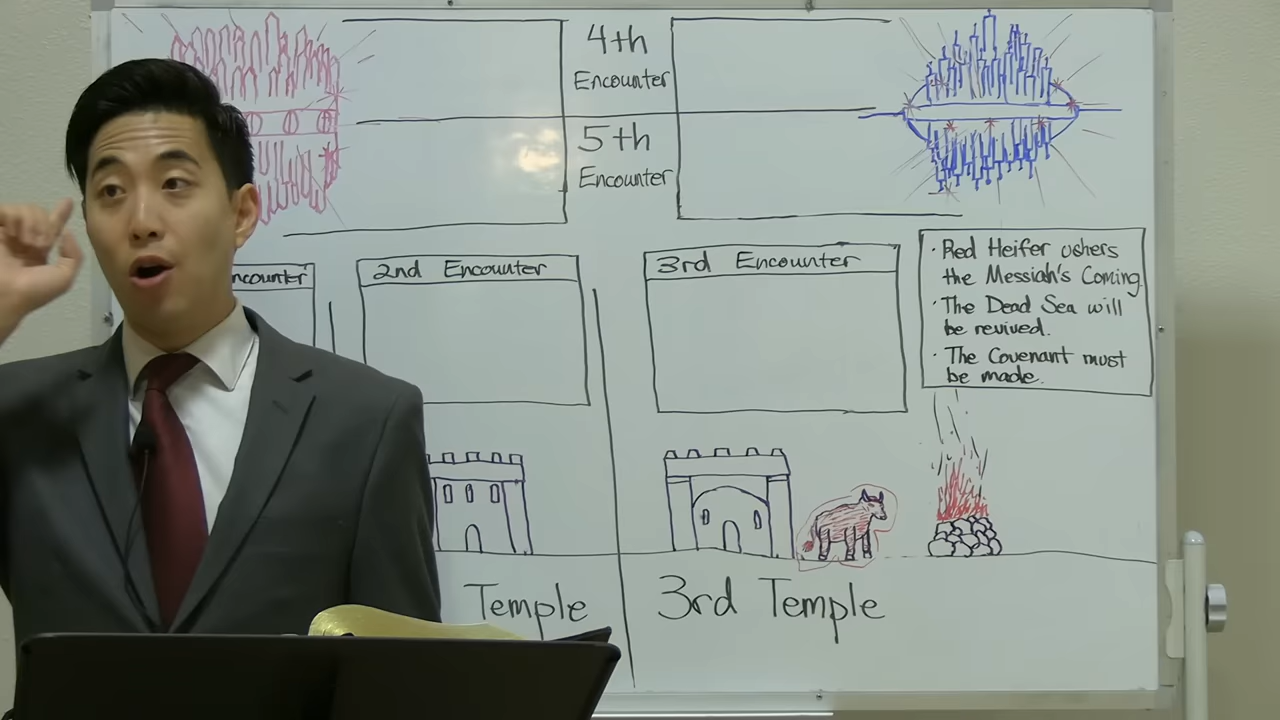 4th
Encounter
5th
Encounter
2nd Encounter
3rd Encounter
· Red Heifer ushers
the Messiah's Coming.
· The Dead Sea will
be revived.
· The Covenant must
be made.
Temple
3rd Temple